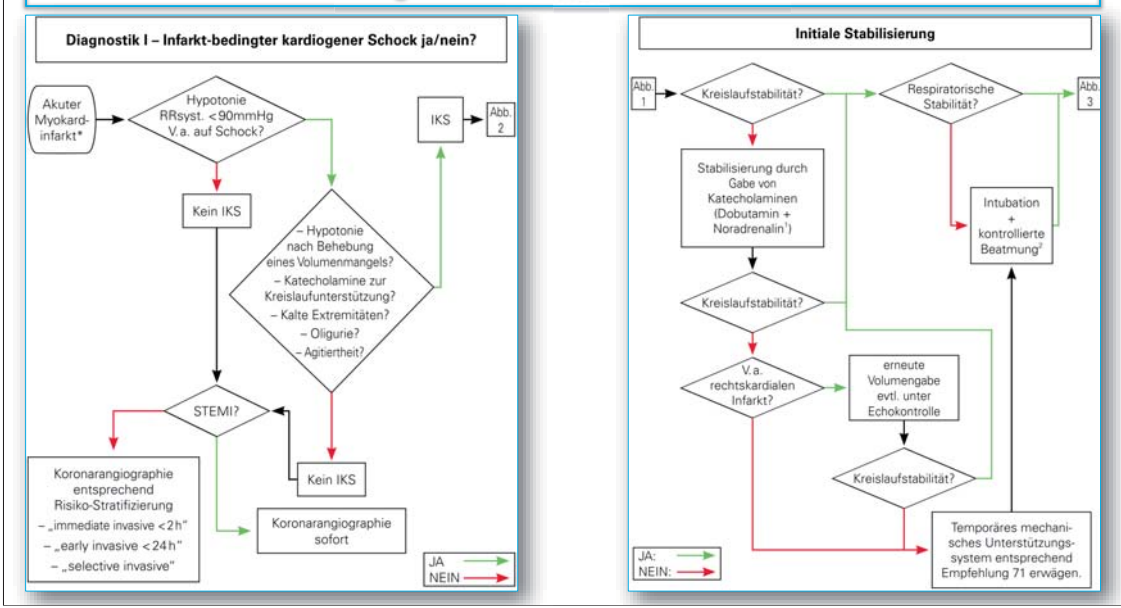 Diagnostik I – Infarkt-bedingter kardiogener Schock ja/nein?
Akuter
Myokard-
infarkt*
Hypotonie
RRsyst. <90mmHg
V.a. auf Schock?
IKS
Abb.
2
Kein IKS
– Hypotonie
nach Behebung
eines Volumenmangels?
– Katecholamine zur
Kreislaufunterstützung?
– Kalte Extremitäten?
– Oligurie?
– Agitiertheit?
STEMI?
Kein IKS
Koronarangiographie
entsprechend
Risiko-Stratifizierung
– „immediate invasive <2h“
– „early invasive <24h“
– „selective invasive“
Koronarangiographie
sofort
JA
NEIN
Initiale Stabilisierung
Abb.
1
Kreislaufstabilität?
Respiratorische
Stabilität?
Abb.
3
Stabilisierung durch
Gabe von
Katecholaminen
(Dobutamin +
Noradrenalin¹)
Intubation
+
kontrollierte
Beatmung²
Kreislaufstabilität?
V.a.
rechtskardialen
Infarkt?
erneute
Volumengabe
evtl. unter
Echokontrolle
Kreislaufstabilität?
Temporäres mechani-
sches Unterstützungs-
system entsprechend
Empfehlung 71 erwägen.
JA:
NEIN: